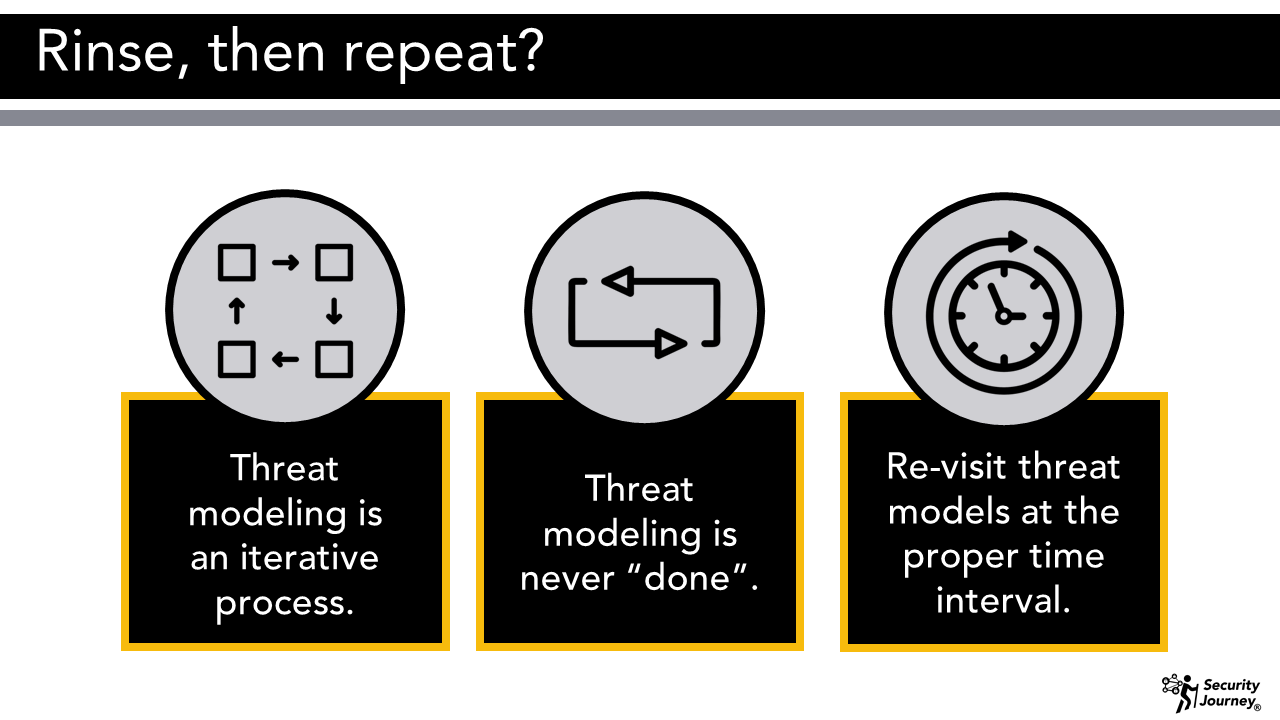 Rinse, then repeat?
Threat
modeling is
an iterative
process.
Threat
modeling is
never “done”.
Re-visit threat
models at the
proper time
interval.
Security
Journey®